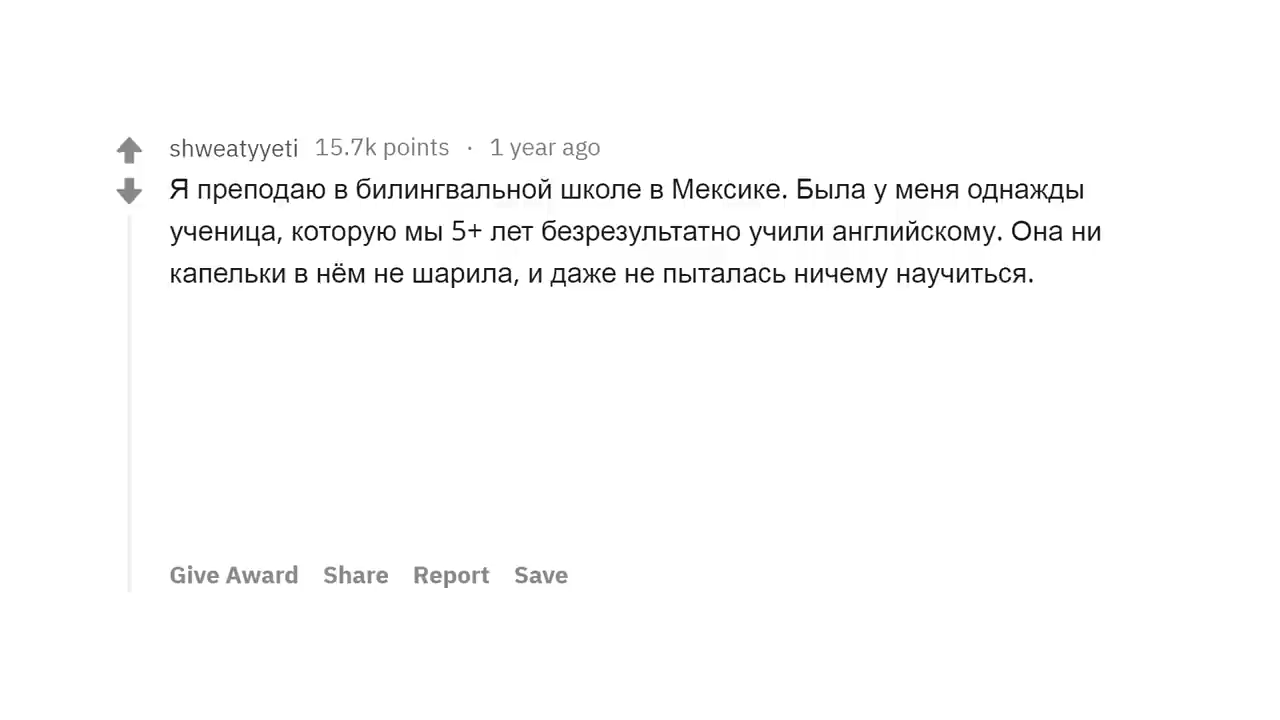 shweatyyeti 15.7k points · 1 year ago
Я преподаю в билингвальной школе в Мексике. Была у меня однажды
ученица, которую мы 5+ лет безрезультатно учили английскому. Она ни
капельки в нём не шарила, и даже не пыталась ничему научиться.
Give Award Share Report Save